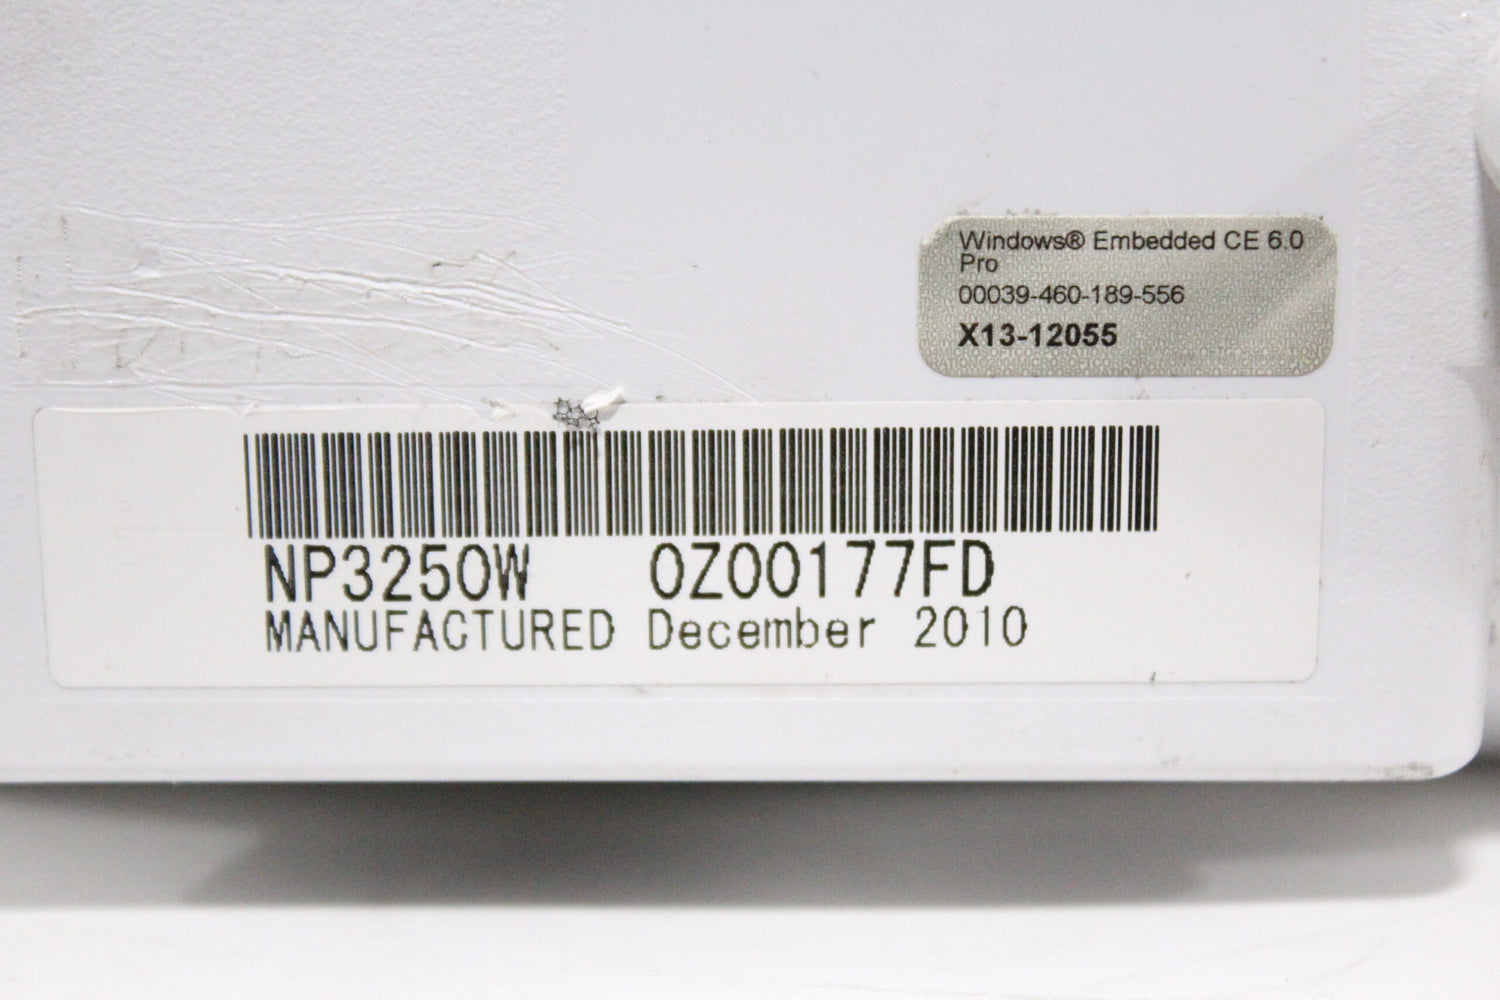 Windows® Embedded CE 6.0
Pro
00039-460-189-556
X13-12055
NP3250W 0Z00177FD
MANUFACTURED December 2010